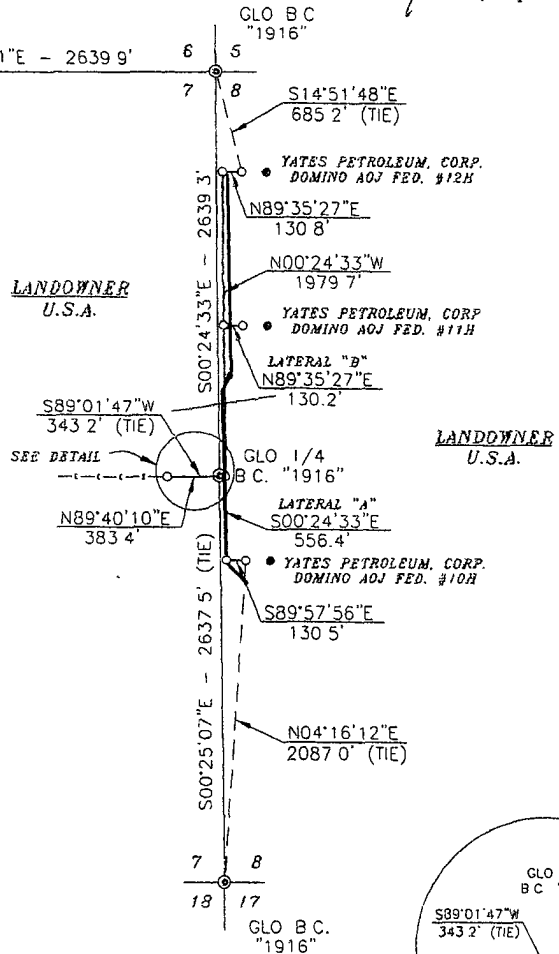 GLO B C
"1916"
6 5
1"E - 2639 9'
7 8
S14°51'48"E
685 2' (TIE)
YATES PETROLEUM, CORP.
DOMINO AOJ FED. #12H
N89°35'27"E
130 8'
S00°24'33"E - 2639 3'
N00°24'33"W
1979 7'
LANDOWNER
U.S.A.
YATES PETROLEUM, CORP
DOMINO AOJ FED. #11H
LATERAL "B"
N89°35'27"E
130.2'
S89°01'47"W
343 2' (TIE)
LANDOWNER
U.S.A.
SEE DETAIL
GLO 1/4
B C. "1916"
N89°40'10"E
383 4'
LATERAL "A"
S00°24'33"E
556.4'
YATES PETROLEUM, CORP.
DOMINO AOJ FED. #10H
S89°57'56"E
130 5'
S00°25'07"E - 2637 5' (TIE)
N04°16'12"E
2087 0' (TIE)
7 8
18 17
GLO B C.
"1916"
GLO
B C
S89°01'47"W
343 2' (TIE)